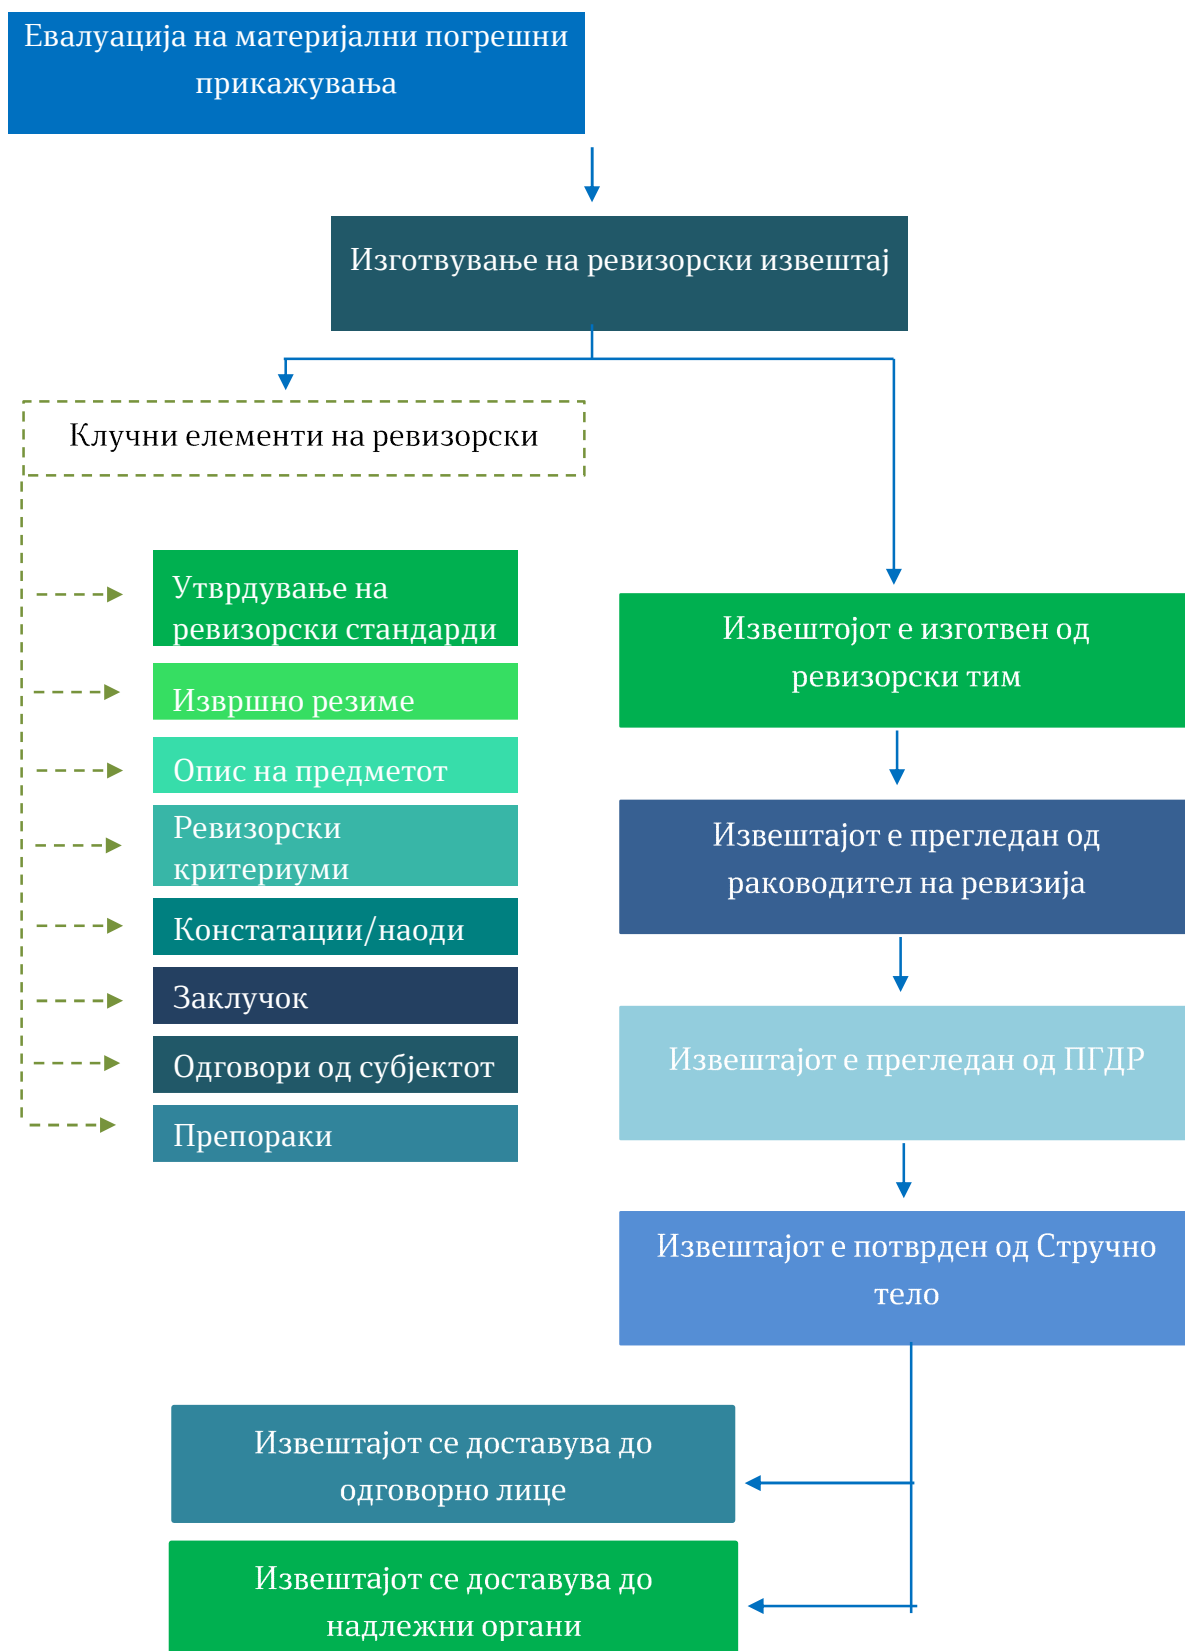 Евалуација на материјални погрешни
прикажувања
Изготвување на ревизорски извештај
Клучни елементи на ревизорски
Утврдување на
ревизорски стандарди
Извршно резиме
Опис на предметот
Ревизорски
критериуми
Констатации/наоди
Заклучок
Одговори од субјектот
Препораки
Извештојот е изготвен од
ревизорски тим
Извештајот е прегледан од
раководител на ревизија
Извештајот е прегледан од ПГДР
Извештајот е потврден од Стручно
тело
Извештајот се доставува до
одговорно лице
Извештајот се доставува до
надлежни органи